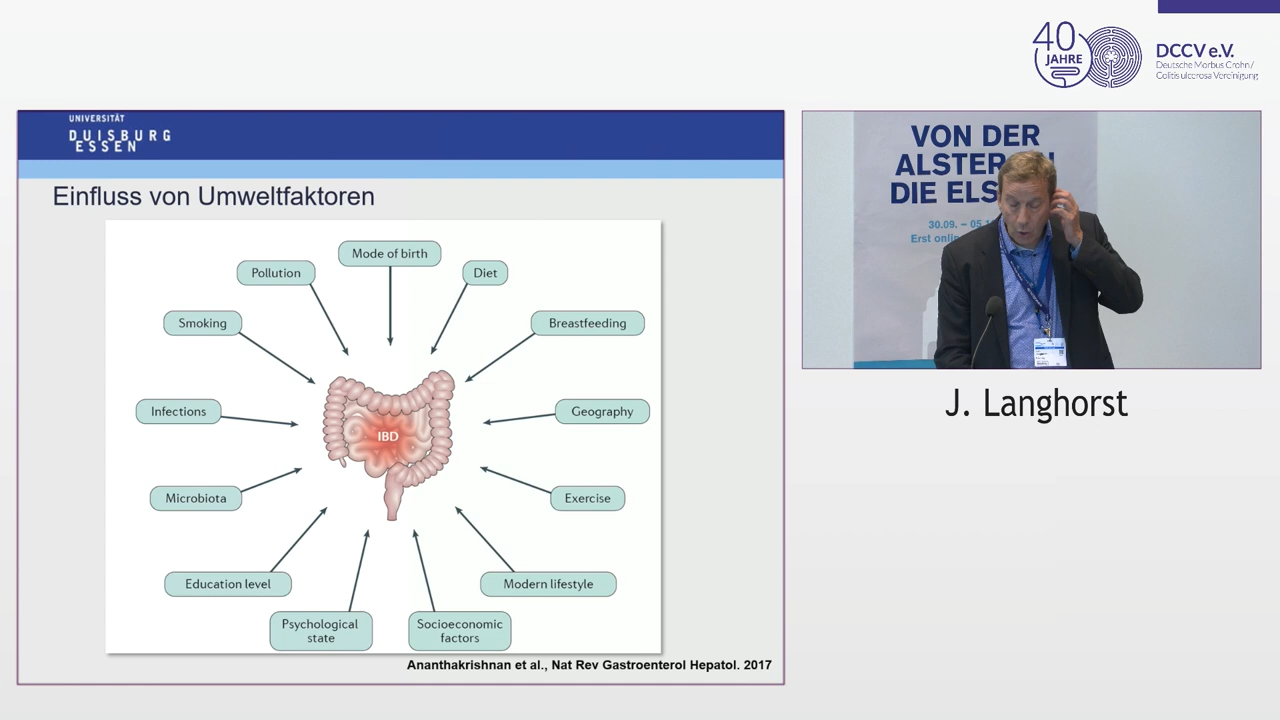 40
JAHRE
DCCV e.V.
Deutsche Morbus Crohn /
Colitis ulcerosa Vereinigung
UNIVERSITÄT
DUISBURG
ESSEN
Einfluss von Umweltfaktoren
Mode of birth
Pollution
Diet
Smoking
Breastfeeding
Infections
Geography
IBD
Microbiota
Exercise
Education level
Modern lifestyle
Psychological
state
Socioeconomic
factors
Ananthakrishnan et al., Nat Rev Gastroenterol Hepatol. 2017
VON DER
ALSTER
DIE ELS
30.09. – 05.
Erst onlin
J. Langhorst